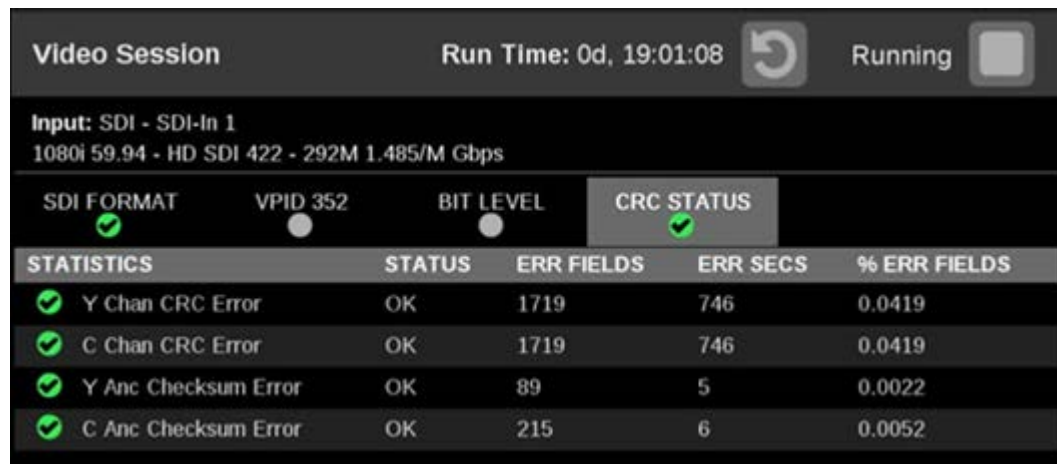 Video Session Run Time: 0d, 19:01:08 Running
Input: SDI - SDI-In 1
1080i 59.94 - HD SDI 422 - 292M 1.485/M Gbps
SDI FORMAT VPID 352 BIT LEVEL CRC STATUS
STATISTICS STATUS ERR FIELDS ERR SECS % ERR FIELDS
Y Chan CRC Error OK 1719 746 0.0419
C Chan CRC Error OK 1719 746 0.0419
Y Anc Checksum Error OK 89 5 0.0022
C Anc Checksum Error OK 215 6 0.0052